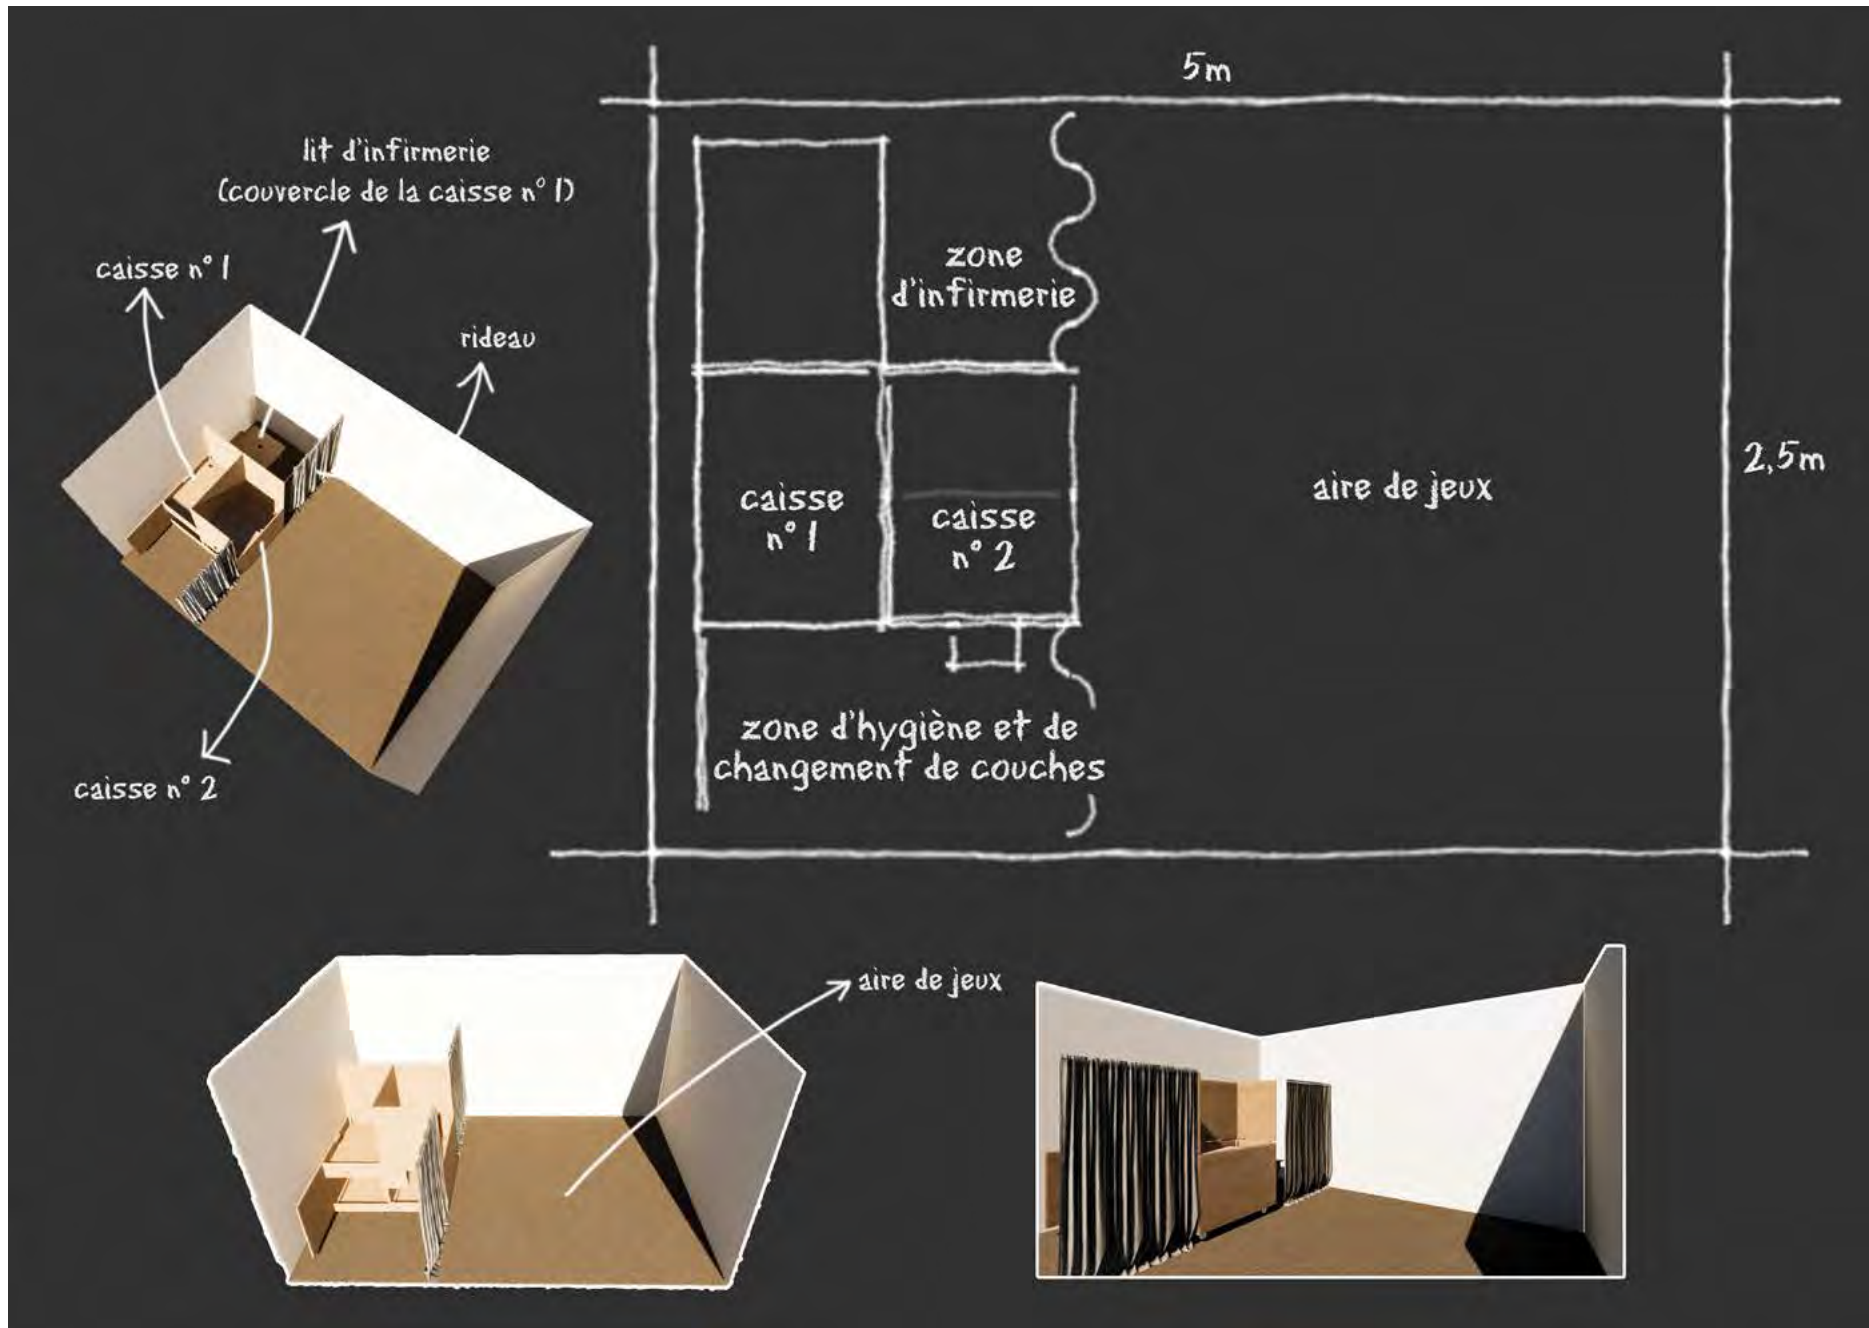 5m
lit d'infirmerie
(couvercle de la caisse n° 1)
caisse n° 1
rideau
zone
d'infirmerie
2,5m
aire de jeux
caisse
n° 1
caisse
n° 2
zone d'hygiène et de
changement de couches
caisse n° 2
aire de jeux